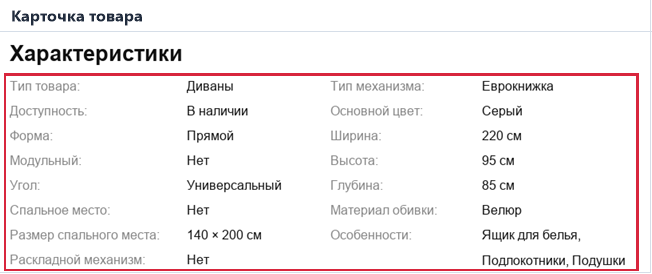 Карточка товара
Характеристики
Тип товара: Диваны Тип механизма: Еврокнижка
Доступность: В наличии Основной цвет: Серый
Форма: Прямой Ширина: 220 см
Модульный: Нет Высота: 95 см
Угол: Универсальный Глубина: 85 см
Спальное место: Нет Материал обивки: Велюр
Размер спального места: 140 × 200 см Особенности: Ящик для белья,
Раскладной механизм: Нет Подлокотники, Подушки